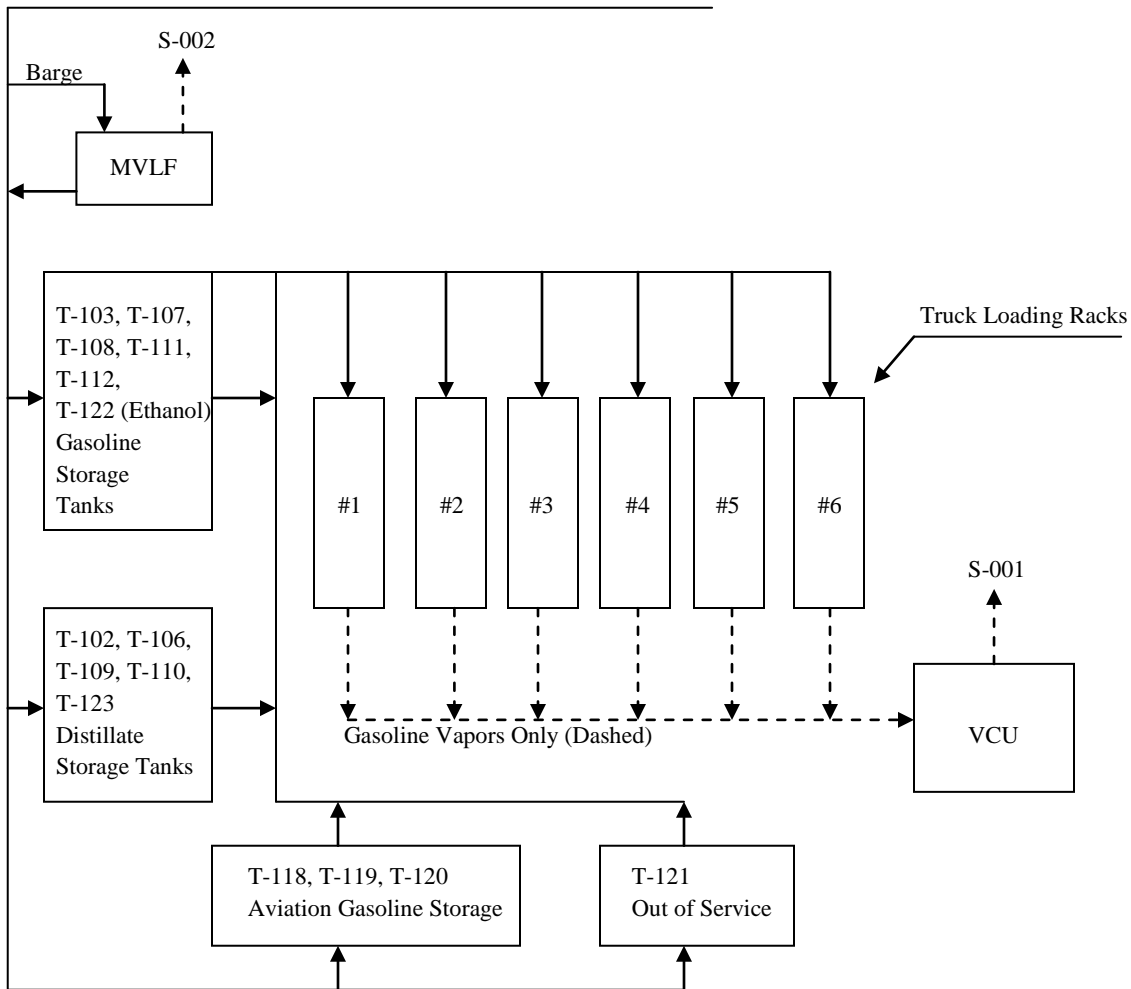 S-002
Barge
MVLF
T-103, T-107,
T-108, T-111,
T-112,
T-122 (Ethanol)
Gasoline
Storage
Tanks
Truck Loading Racks
#1
#2
#3
#4
#5
#6
S-001
T-102, T-106,
T-109, T-110,
T-123
Distillate
Storage Tanks
Gasoline Vapors Only (Dashed)
VCU
T-118, T-119, T-120
Aviation Gasoline Storage
T-121
Out of Service